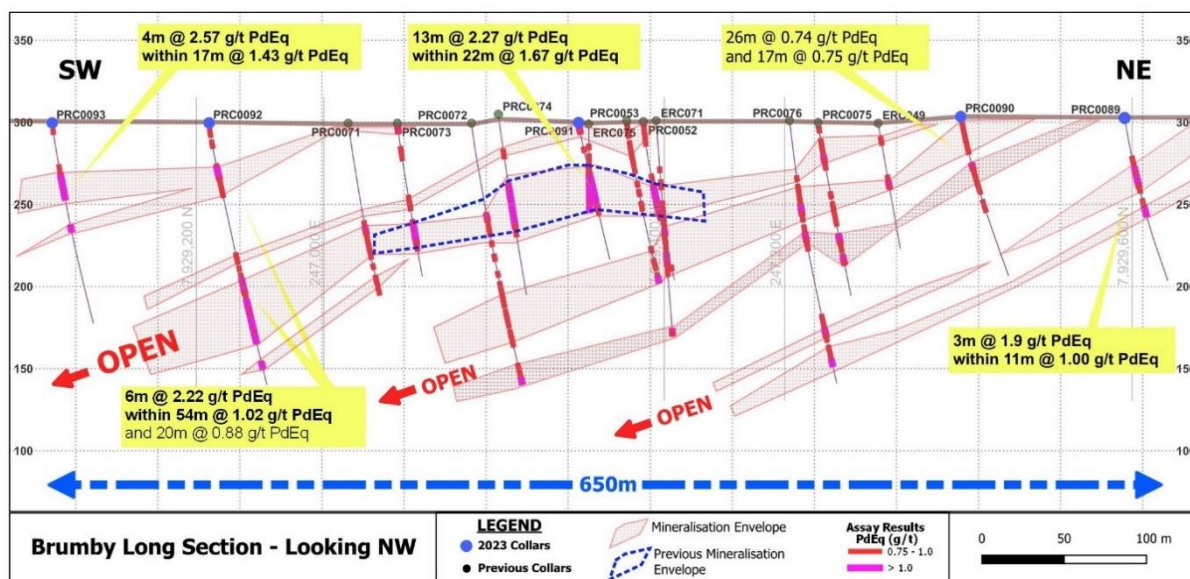 4m @ 2.57 g/t PdEq
within 17m @ 1.43 g/t PdEq
13m @ 2.27 g/t PdEq
within 22m @ 1.67 g/t PdEq
26m @ 0.74 g/t PdEq
and 17m @ 0.75 g/t PdEq
SW
NE
350
300
250
200
150
100
350
300
250
200
150
100
PRC0093
PRC0092
PRC0071
PRC0073
PRC0072
PRC0074
PRC0091
PRC0053
ERC075
ERC071
PRC0052
PRC0076
PRC0075
PRC0090
PRC0089
7,929,200 N
247,000 E
247,200 E
7,929,600 N
OPEN
OPEN
OPEN
6m @ 2.22 g/t PdEq
within 54m @ 1.02 g/t PdEq
and 20m @ 0.88 g/t PdEq
3m @ 1.9 g/t PdEq
within 11m @ 1.00 g/t PdEq
650m
Brumby Long Section - Looking NW
LEGEND
2023 Collars
Previous Collars
Mineralisation Envelope
Previous Mineralisation
Envelope
Assay Results
PdEq (g/t)
0.75 - 1.0
> 1.0
0 50 100 m